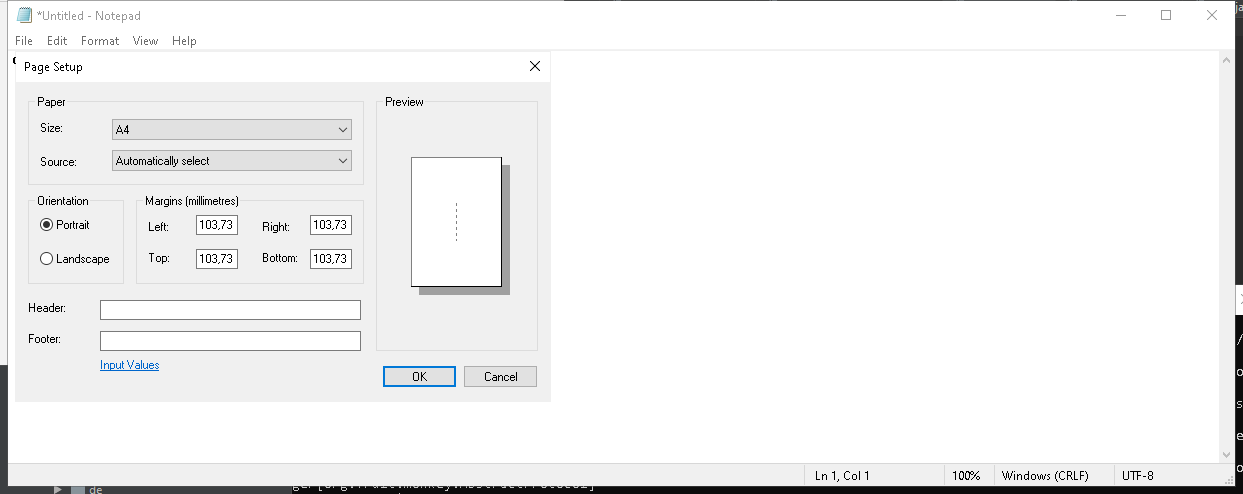 *Untitled - Notepad
File Edit Format View Help
Page Setup
Paper
Size: A4
Source: Automatically select
Preview
Orientation
Portrait
Landscape
Margins (millimetres)
Left: 103,73 Right: 103,73
Top: 103,73 Bottom: 103,73
Header:
Footer:
Input Values
OK Cancel
Ln 1, Col 1 100% Windows (CRLF) UTF-8
de